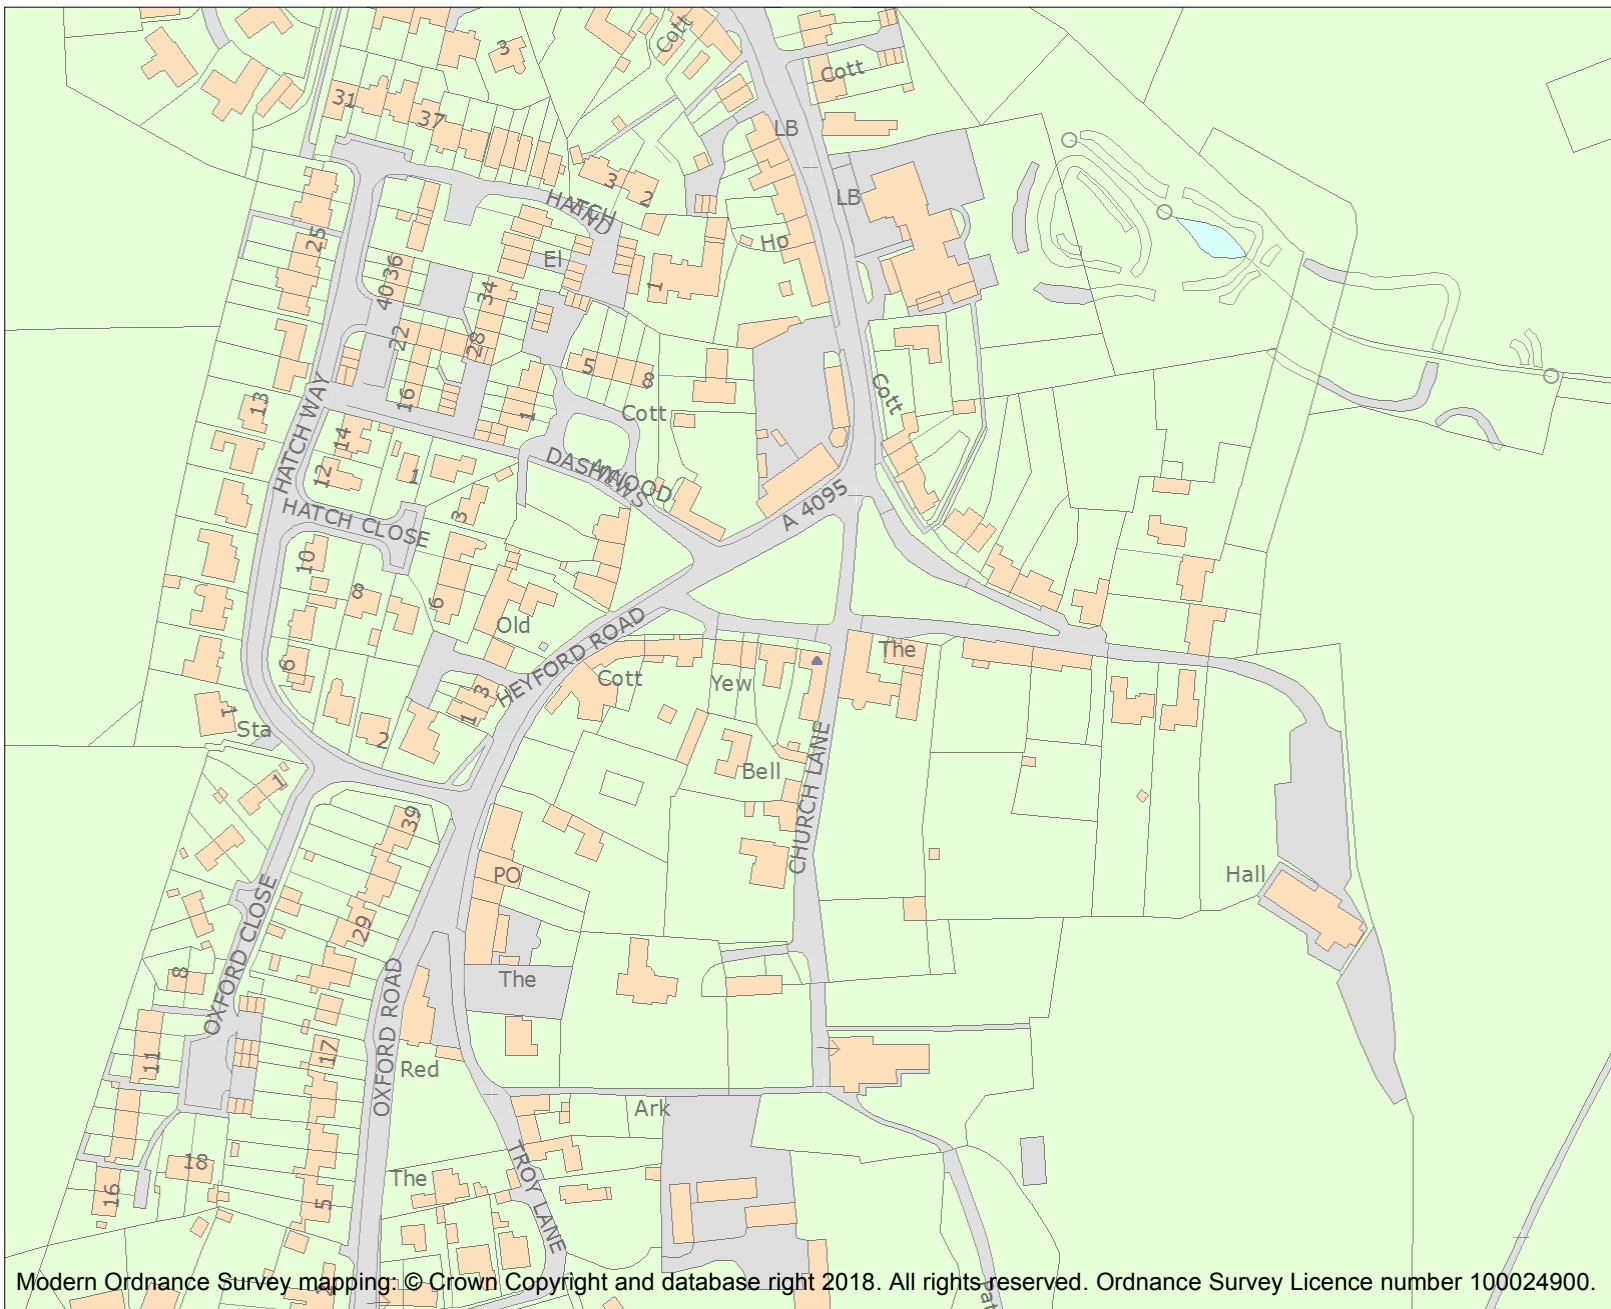 Cott
3
Cott
31
37
LB
3
2
HATCH
LB
25
El
Ho
36
40
34
1
22
28
5
8
16
Cott
13
1
Cott
HATCH WAY
14
12
1
DASHWOOD
MEWS
A 4095
HATCH CLOSE
3
10
8
6
Old
HEYFORD ROAD
The
6
Cott
Yew
3
1
1
Sta
2
CHURCH LANE
Bell
1
39
PO
Hall
29
OXFORD CLOSE
8
The
OXFORD ROAD
17
11
Red
Ark
18
The
TROY LANE
16
5
Modern Ordnance Survey mapping: © Crown Copyright and database right 2018. All rights reserved. Ordnance Survey Licence number 100024900.